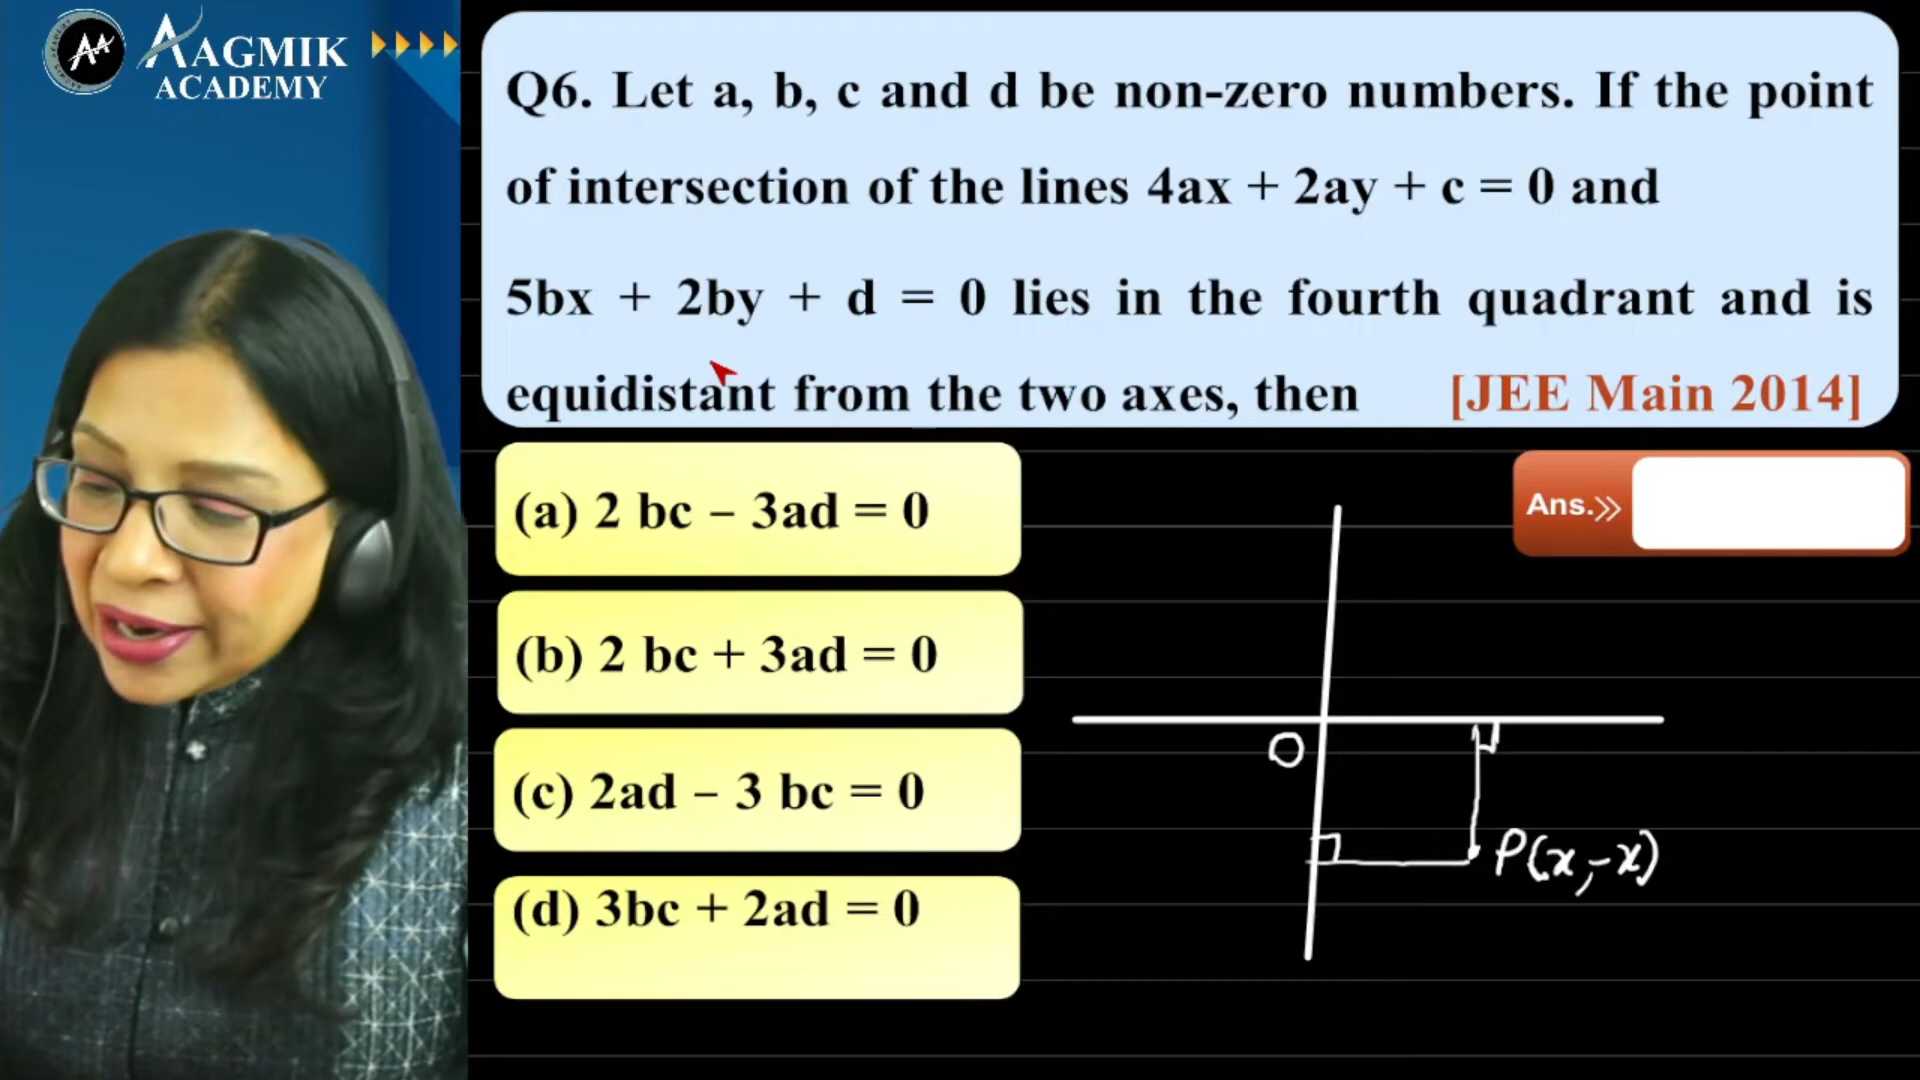 AAGMIK
ACADEMY
Q6. Let a, b, c and d be non-zero numbers. If the point
of intersection of the lines 4ax + 2ay + c = 0 and
5bx + 2by + d = 0 lies in the fourth quadrant and is
equidistant from the two axes, then [JEE Main 2014]
(a) 2 bc – 3ad = 0
(b) 2 bc + 3ad = 0
(c) 2ad – 3 bc = 0
(d) 3bc + 2ad = 0
Ans.
O
P(x,-x)